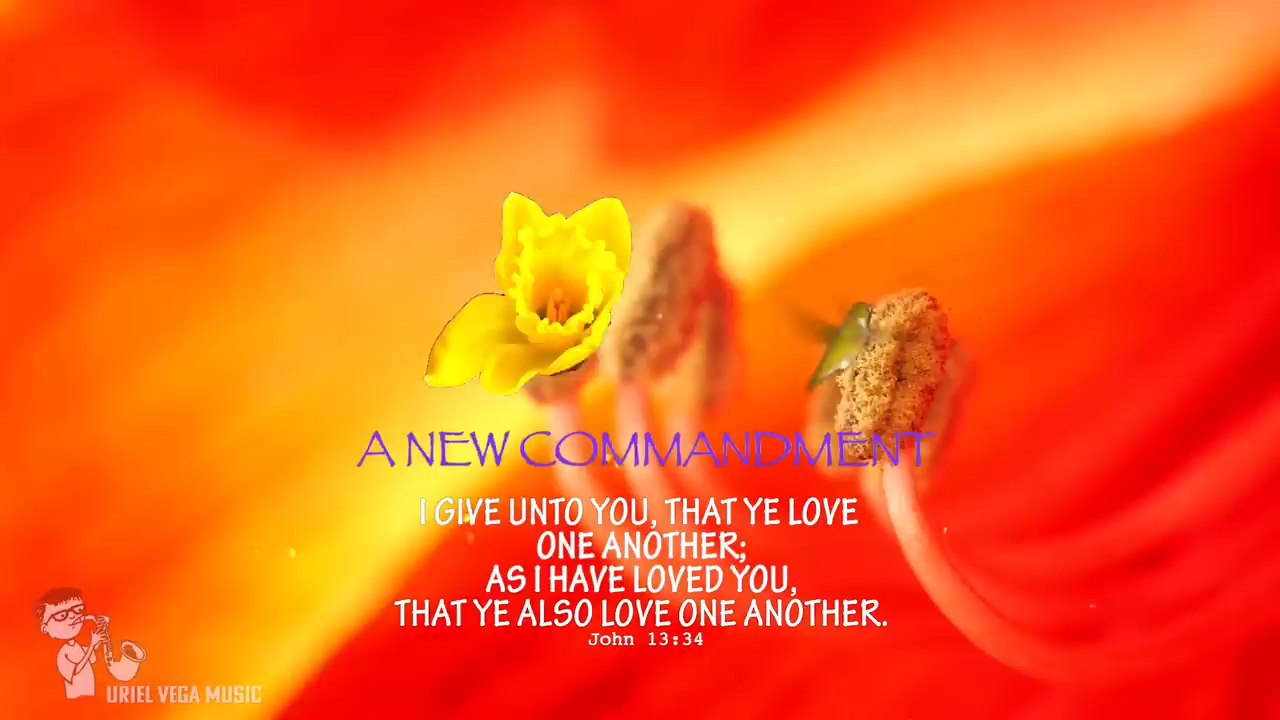 A NEW COMMANDMENT
I GIVE UNTO YOU, THAT YE LOVE
ONE ANOTHER;
AS I HAVE LOVED YOU,
THAT YE ALSO LOVE ONE ANOTHER.
John 13:34
URIEL VEGA MUSIC